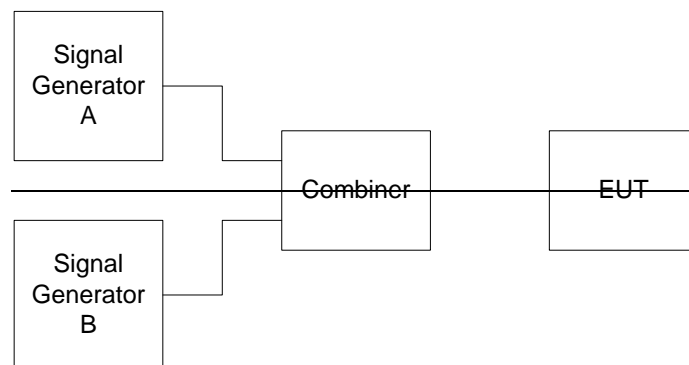 Signal
Generator
A
Combiner
EUT
Signal
Generator
B